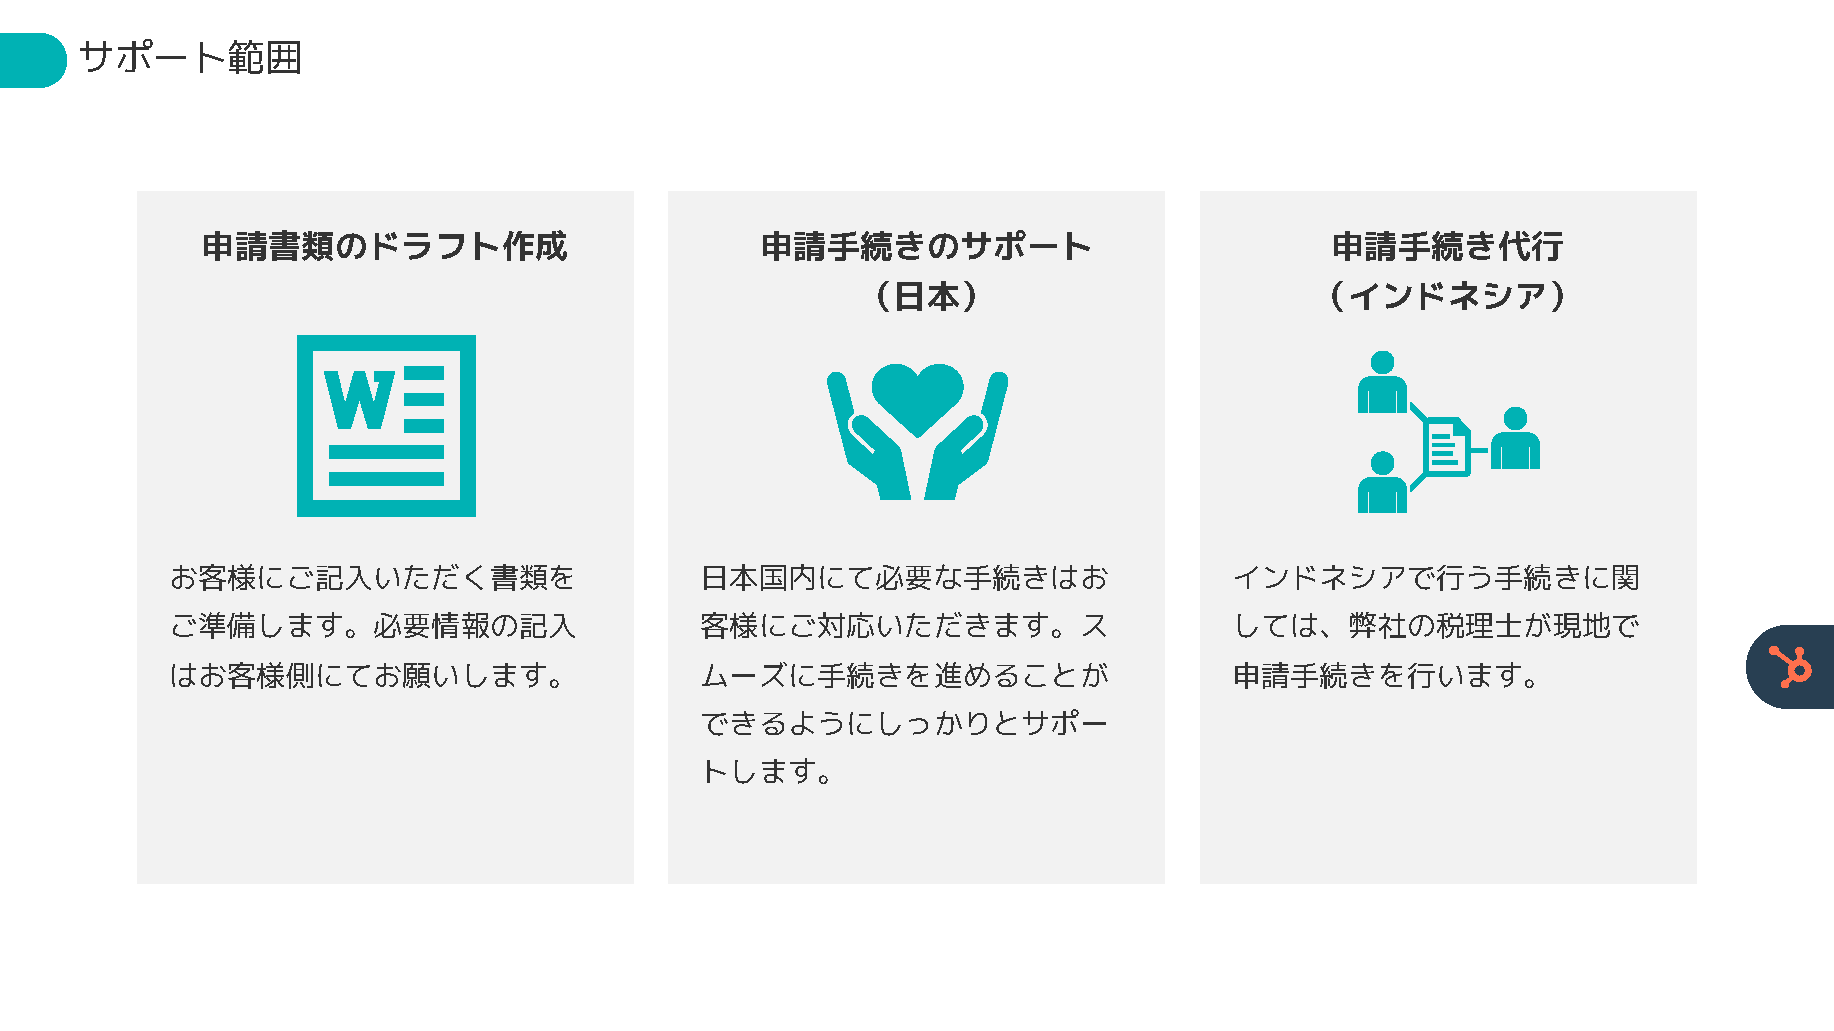 サポート範囲
申請書類のドラフト作成
W
お客様にご記入いただく書類を
ご準備します。必要情報の記入
はお客様側にてお願いします。
申請手続きのサポート
（日本）
日本国内にて必要な手続きはお
客様にご対応いただきます。ス
ムーズに手続きを進めることが
できるようにしっかりとサポー
トします。
申請手続き代行
（インドネシア）
インドネシアで行う手続きに関
しては、弊社の税理士が現地で
申請手続きを行います。